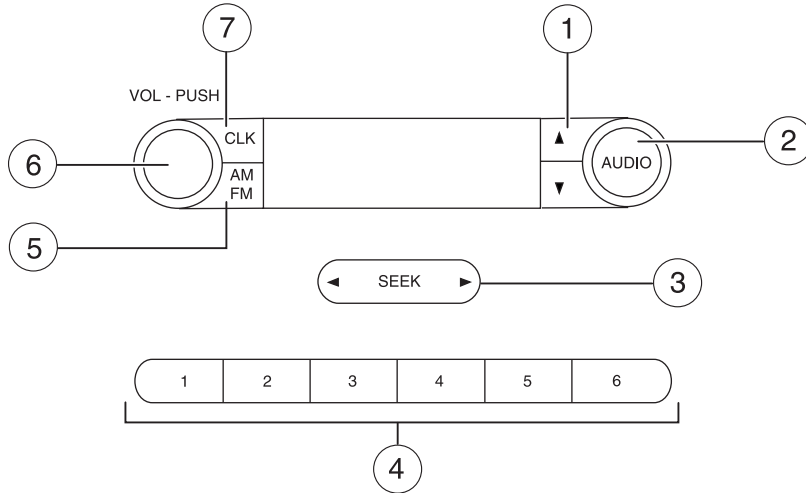 7
1
VOL - PUSH
CLK
▲
2
6
AUDIO
AM
FM
▼
5
◄ SEEK ►
3
1 2 3 4 5 6
4